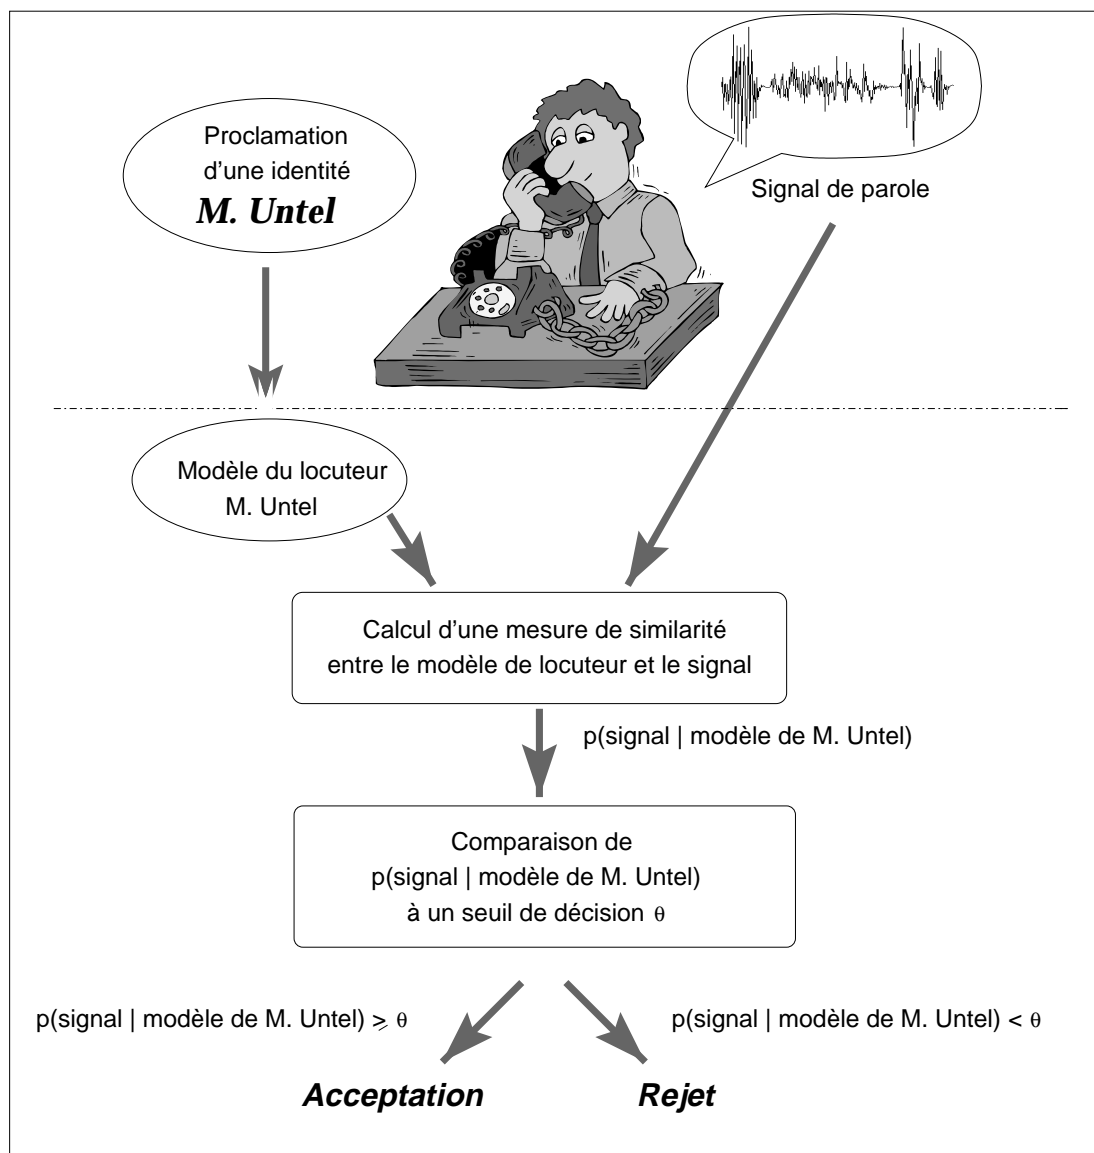 Proclamation
d'une identité
M. Untel
Signal de parole
Modèle du locuteur
M. Untel
Calcul d'une mesure de similarité
entre le modèle de locuteur et le signal
p(signal | modèle de M. Untel)
Comparaison de
p(signal | modèle de M. Untel)
à un seuil de décision θ
p(signal | modèle de M. Untel) ⩾ θ
p(signal | modèle de M. Untel) < θ
Acceptation
Rejet